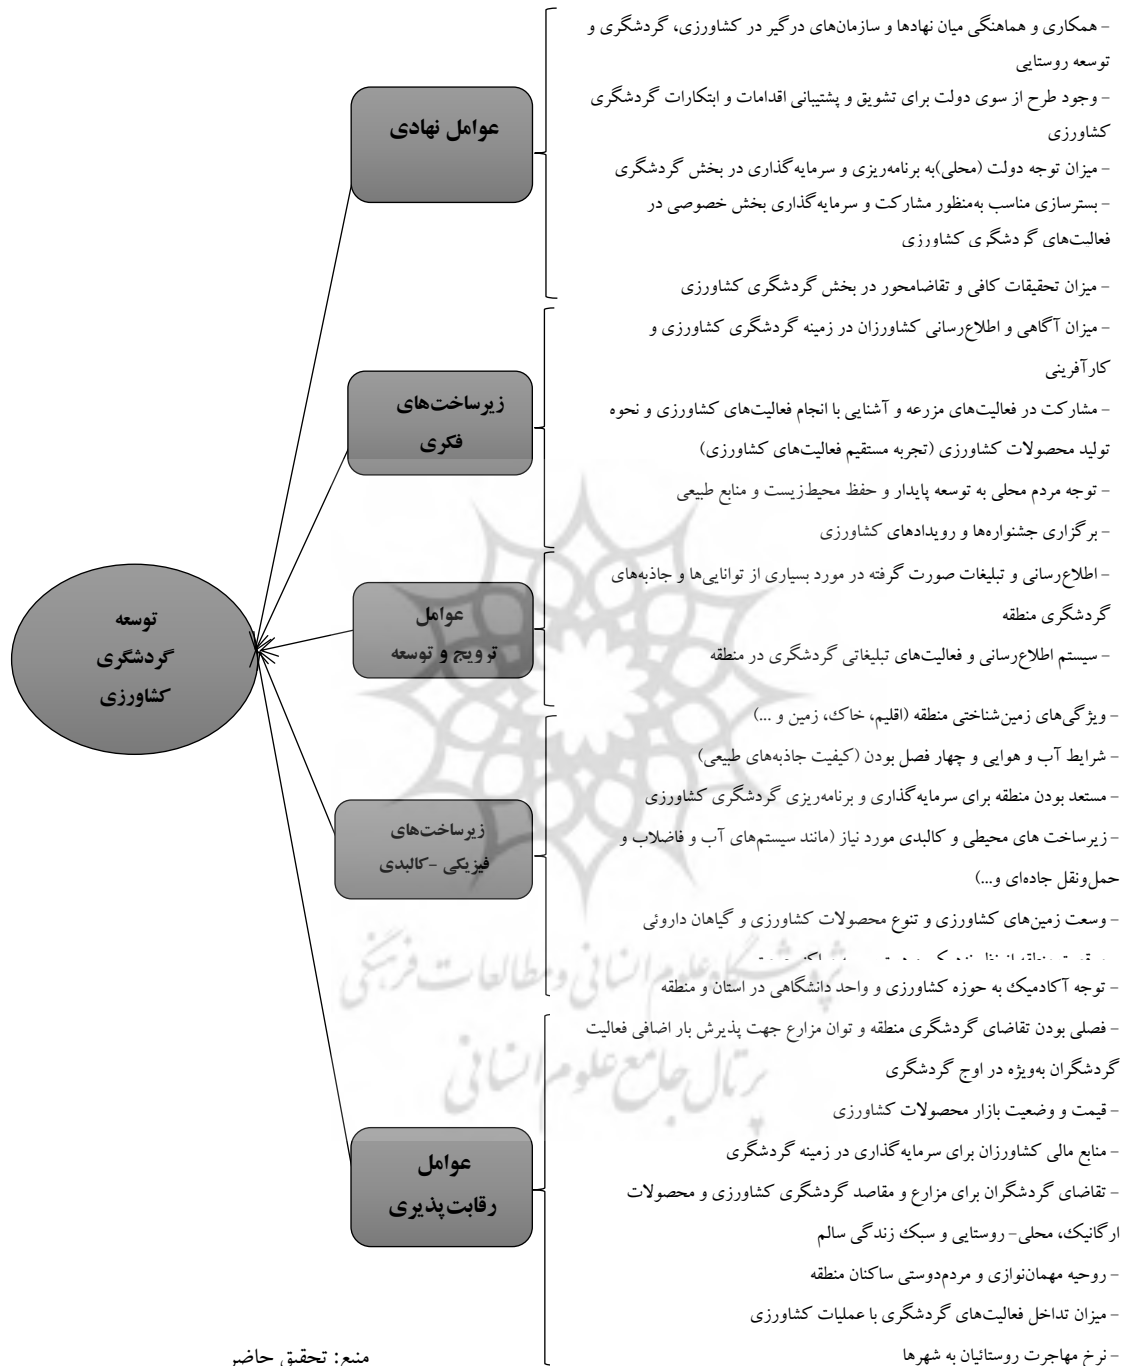 - همکاری و هماهنگی میان نهادها و سازمان‌های درگیر در کشاورزی، گردشگری و
توسعه روستایی
- وجود طرح از سوی دولت برای تشویق و پشتیبانی اقدامات و ابتکارات گردشگری
کشاورزی
- میزان توجه دولت (محلی)به برنامه‌ریزی و سرمایه‌گذاری در بخش گردشگری
- بسترسازی مناسب به‌منظور مشارکت و سرمایه‌گذاری بخش خصوصی در
فعالیت‌های گردشگری کشاورزی
- میزان تحقیقات کافی و تقاضامحور در بخش گردشگری کشاورزی
عوامل نهادی
- میزان آگاهی و اطلاع‌رسانی کشاورزان در زمینه گردشگری کشاورزی و
کارآفرینی
- مشارکت در فعالیت‌های مزرعه و آشنایی با انجام فعالیت‌های کشاورزی و نحوه
تولید محصولات کشاورزی (تجربه مستقیم فعالیت‌های کشاورزی)
- توجه مردم محلی به توسعه پایدار و حفظ محیط‌زیست و منابع طبیعی
- برگزاری جشنواره‌ها و رویدادهای کشاورزی
زیرساخت‌های
فکری
- اطلاع‌رسانی و تبلیغات صورت گرفته در مورد بسیاری از توانایی‌ها و جاذبه‌های
گردشگری منطقه
- سیستم اطلاع‌رسانی و فعالیت‌های تبلیغاتی گردشگری در منطقه
عوامل
ترویج و توسعه
توسعه
گردشگری
کشاورزی
- ویژگی‌های زمین‌شناختی منطقه (اقلیم، خاک، زمین و ...)
- شرایط آب و هوایی و چهار فصل بودن (کیفیت جاذبه‌های طبیعی)
- مستعد بودن منطقه برای سرمایه‌گذاری و برنامه‌ریزی گردشگری کشاورزی
- زیرساخت های محیطی و کالبدی مورد نیاز (مانند سیستم‌های آب و فاضلاب و
حمل‌ونقل جاده‌ای و...)
- وسعت زمین‌های کشاورزی و تنوع محصولات کشاورزی و گیاهان داروئی
- توجه آکادمیک به حوزه کشاورزی و واحد دانشگاهی در استان و منطقه
زیرساخت‌های
فیزیکی -کالبدی
پژوهشگاه علوم انسانی و مطالعات فرهنگی
پرتال جامع علوم انسانی
- فصلی بودن تقاضای گردشگری منطقه و توان مزارع جهت پذیرش بار اضافی فعالیت
گردشگران به‌ویژه در اوج گردشگری
- قیمت و وضعیت بازار محصولات کشاورزی
- منابع مالی کشاورزان برای سرمایه‌گذاری در زمینه گردشگری
- تقاضای گردشگران برای مزارع و مقاصد گردشگری کشاورزی و محصولات
ارگانیک، محلی- روستایی و سبک زندگی سالم
- روحیه مهمان‌نوازی و مردم‌دوستی ساکنان منطقه
- میزان تداخل فعالیت‌های گردشگری با عملیات کشاورزی
- نرخ مهاجرت روستائیان به شهرها
عوامل
رقابت‌پذیری
منبع: تحقیق حاضر